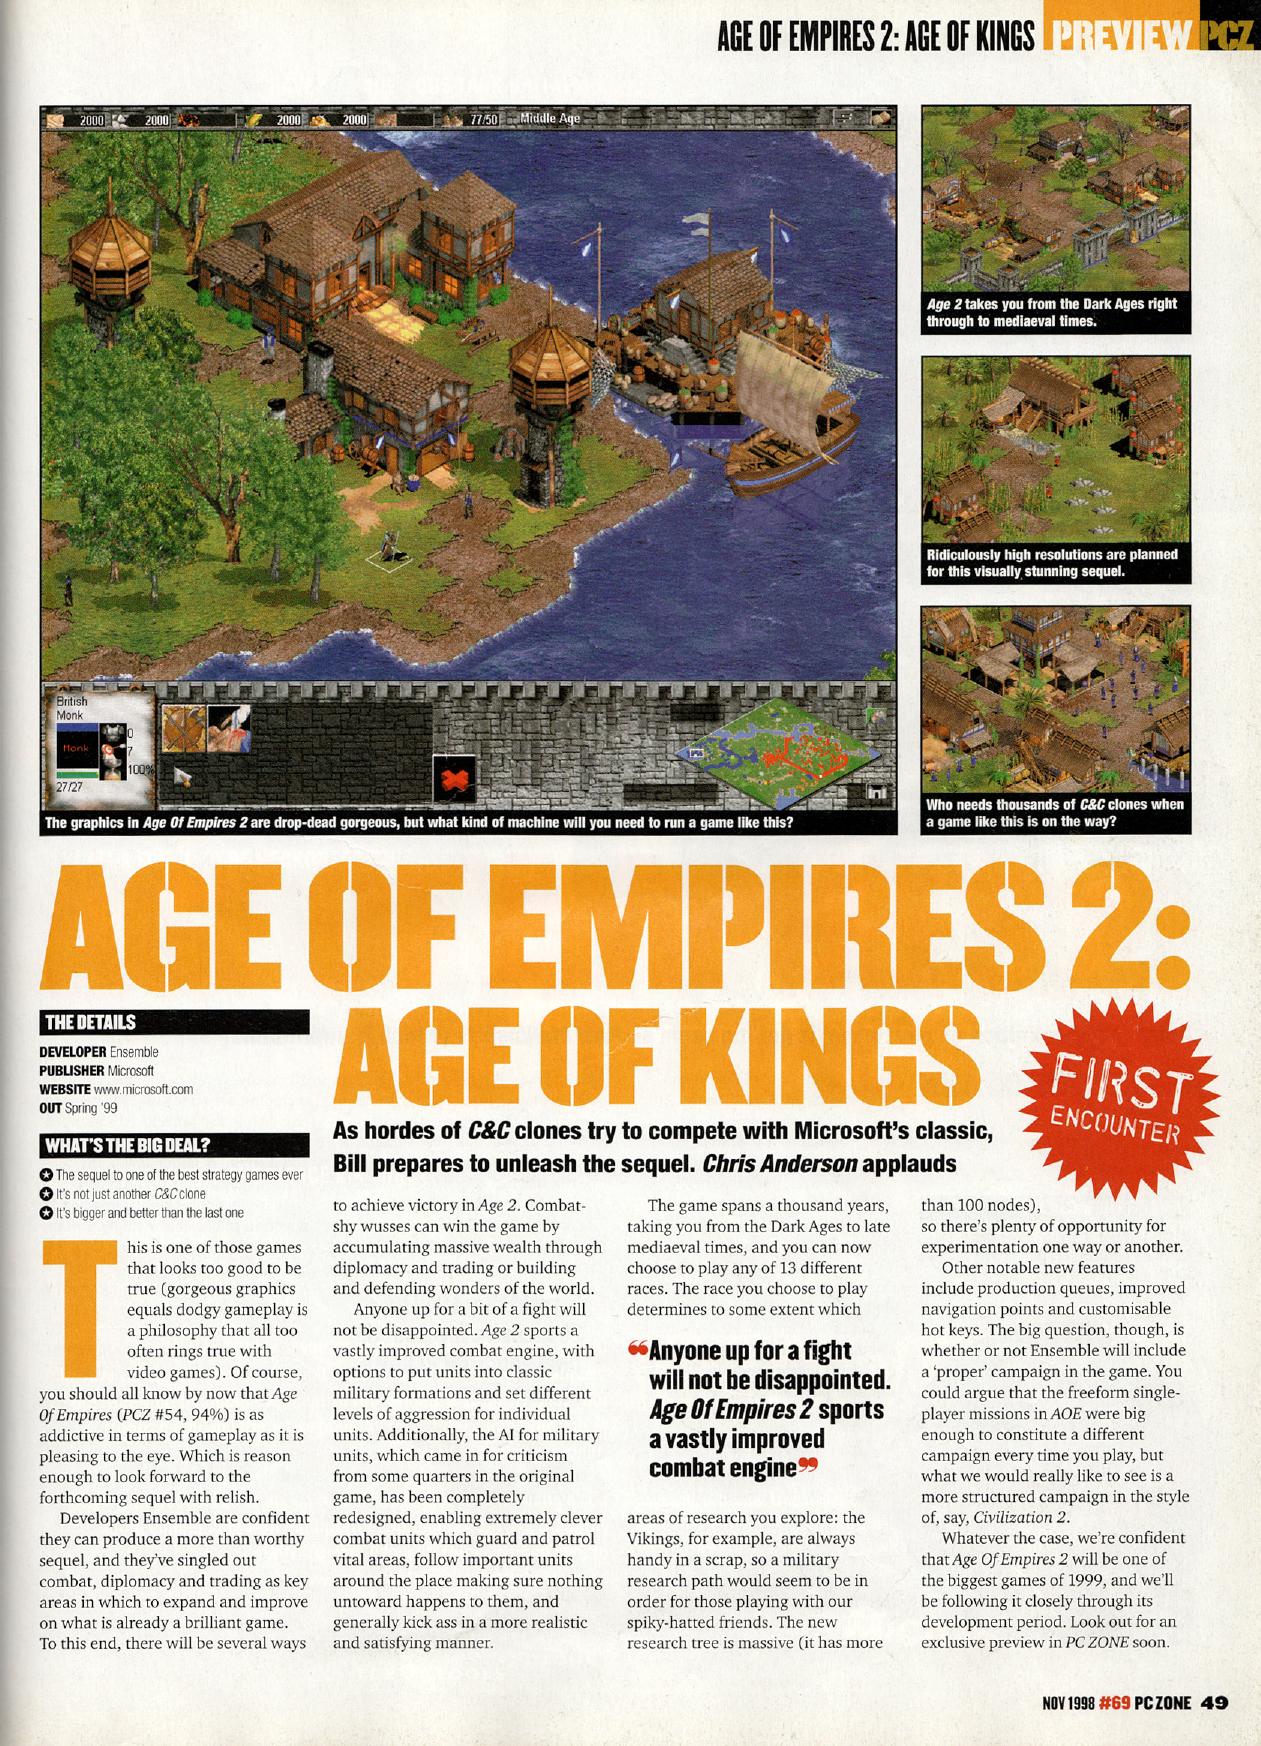 AGE OF EMPIRES 2: AGE OF KINGS PREVIEW PCZ
2000 2000 2000 2000 77/50 Middle Age
British
Monk
Monk
0
7
100%
27/27
The graphics in Age Of Empires 2 are drop-dead gorgeous, but what kind of machine will you need to run a game like this?
Age 2 takes you from the Dark Ages right
through to mediaeval times.
Ridiculously high resolutions are planned
for this visually stunning sequel.
Who needs thousands of C&C clones when
a game like this is on the way?
AGE OF EMPIRES 2:
AGE OF KINGS
FIRST
ENCOUNTER
As hordes of C&C clones try to compete with Microsoft's classic,
Bill prepares to unleash the sequel. Chris Anderson applauds
THE DETAILS
DEVELOPER Ensemble
PUBLISHER Microsoft
WEBSITE www.microsoft.com
OUT Spring '99
WHAT'S THE BIG DEAL?
The sequel to one of the best strategy games ever
It's not just another C&C clone
It's bigger and better than the last one
This is one of those games
that looks too good to be
true (gorgeous graphics
equals dodgy gameplay is
a philosophy that all too
often rings true with
video games). Of course,
you should all know by now that Age
Of Empires (PCZ #54, 94%) is as
addictive in terms of gameplay as it is
pleasing to the eye. Which is reason
enough to look forward to the
forthcoming sequel with relish.
Developers Ensemble are confident
they can produce a more than worthy
sequel, and they've singled out
combat, diplomacy and trading as key
areas in which to expand and improve
on what is already a brilliant game.
To this end, there will be several ways
to achieve victory in Age 2. Combat-
shy wusses can win the game by
accumulating massive wealth through
diplomacy and trading or building
and defending wonders of the world.
Anyone up for a bit of a fight will
not be disappointed. Age 2 sports a
vastly improved combat engine, with
options to put units into classic
military formations and set different
levels of aggression for individual
units. Additionally, the AI for military
units, which came in for criticism
from some quarters in the original
game, has been completely
redesigned, enabling extremely clever
combat units which guard and patrol
vital areas, follow important units
around the place making sure nothing
untoward happens to them, and
generally kick ass in a more realistic
and satisfying manner.
The game spans a thousand years,
taking you from the Dark Ages to late
mediaeval times, and you can now
choose to play any of 13 different
races. The race you choose to play
determines to some extent which
“Anyone up for a fight
will not be disappointed.
Age Of Empires 2 sports
a vastly improved
combat engine”
areas of research you explore: the
Vikings, for example, are always
handy in a scrap, so a military
research path would seem to be in
order for those playing with our
spiky-hatted friends. The new
research tree is massive (it has more
than 100 nodes),
so there's plenty of opportunity for
experimentation one way or another.
Other notable new features
include production queues, improved
navigation points and customisable
hot keys. The big question, though, is
whether or not Ensemble will include
a 'proper' campaign in the game. You
could argue that the freeform single-
player missions in AOE were big
enough to constitute a different
campaign every time you play, but
what we would really like to see is a
more structured campaign in the style
of, say, Civilization 2.
Whatever the case, we're confident
that Age Of Empires 2 will be one of
the biggest games of 1999, and we'll
be following it closely through its
development period. Look out for an
exclusive preview in PC ZONE soon.
NOV 1998 #69 PC ZONE 49